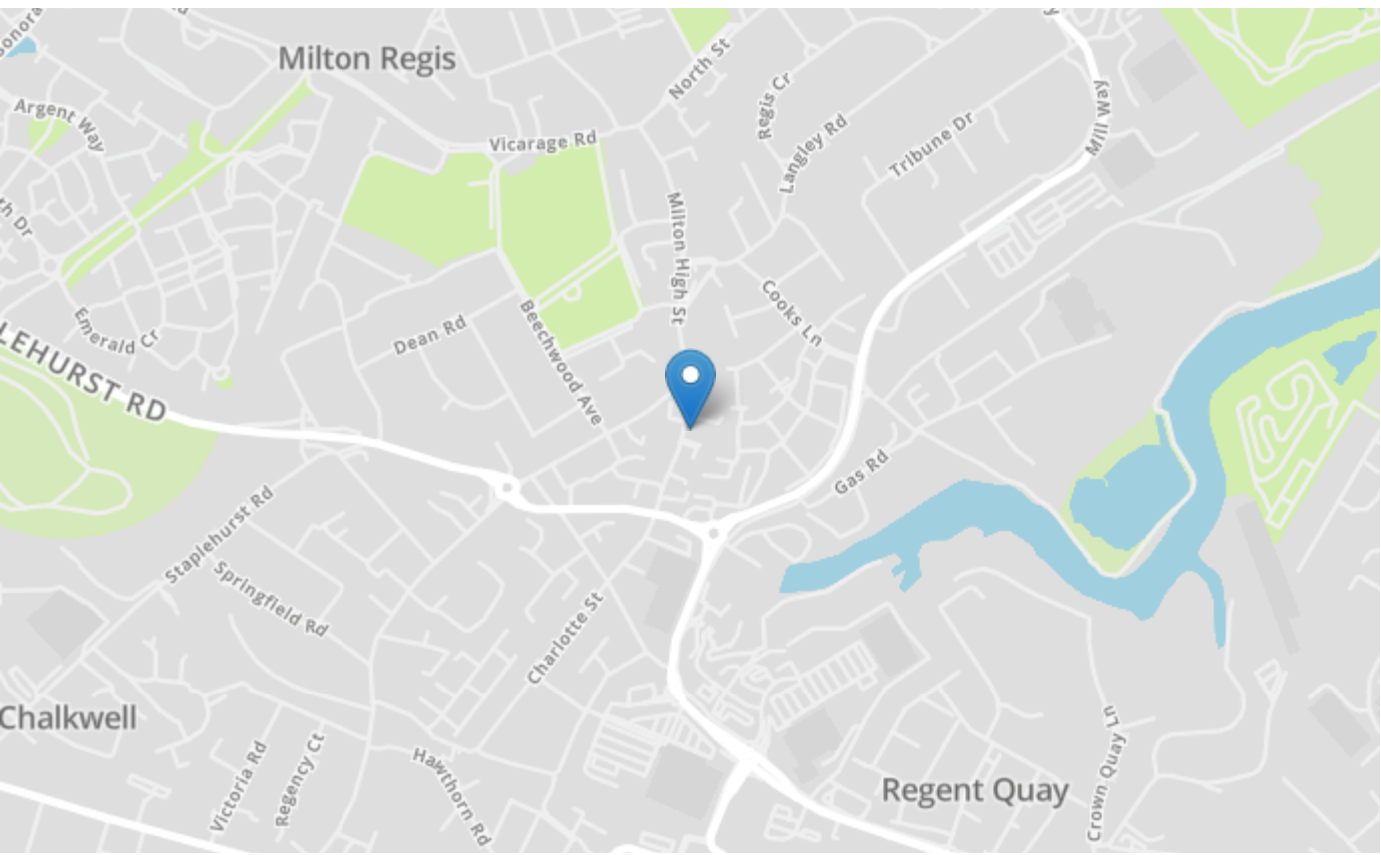 Milton Regis
North St
Regis Cr
Mill Way
Argent Way
Vicarage Rd
Langley Rd
Tribune Dr
Milton High St
Emerald Cr
Dean Rd
Beechwood Ave
Cooks Ln
LEHURST RD
Gas Rd
Staplehurst Rd
Springfield Rd
Charlotte St
Chalkwell
Victoria Rd
Regency Ct
Hawthorn Rd
Regent Quay
Crown Quay Ln
th Dr